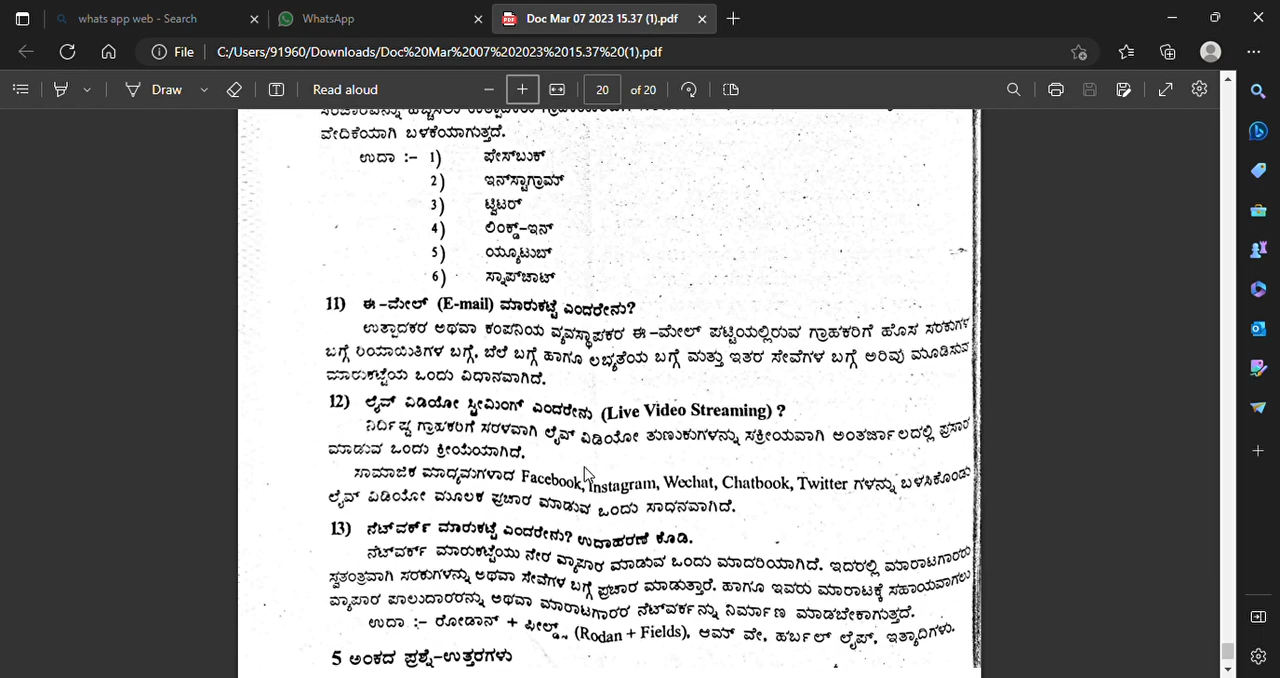 whats app web - Search
WhatsApp
Doc Mar 07 2023 15.37 (1).pdf
File C:/Users/91960/Downloads/Doc%20Mar%2007%202023%2015.37%20(1).pdf
Draw
Read aloud
20 of 20
ವೇದಿಕೆಯಾಗಿ ಬಳಕೆಯಾಗುತ್ತದೆ.
ಉದಾ :- 1) ಫೇಸ್‌ಬುಕ್
2) ಇನ್‌ಸ್ಟಾಗ್ರಾಮ್
3) ಟ್ವಿಟರ್
4) ಲಿಂಕ್ಡ್-ಇನ್
5) ಯ್ಯೂಟುಬ್
6) ಸ್ನಾಪ್‌ಚಾಟ್
11) ಈ-ಮೇಲ್ (E-mail) ಮಾರುಕಟ್ಟೆ ಎಂದರೇನು?
ಉತ್ಪಾದಕರ ಅಥವಾ ಕಂಪನಿಯ ವ್ಯವಸ್ಥಾಪಕರ ಈ-ಮೇಲ್ ಪಟ್ಟಿಯಲ್ಲಿರುವ ಗ್ರಾಹಕರಿಗೆ ಹೊಸ ಸರಕುಗಳ
ಬಗ್ಗೆ ರಿಯಾಯಿತಿಗಳ ಬಗ್ಗೆ, ಬೆಲೆ ಬಗ್ಗೆ ಹಾಗೂ ಲಭ್ಯತೆಯ ಬಗ್ಗೆ ಮತ್ತು ಇತರ ಸೇವೆಗಳ ಬಗ್ಗೆ ಅರಿವು ಮೂಡಿಸುವ
ಮಾರುಕಟ್ಟೆಯ ಒಂದು ವಿಧಾನವಾಗಿದೆ.
12) ಲೈವ್ ವಿಡಿಯೋ ಸ್ಟ್ರೀಮಿಂಗ್ ಎಂದರೇನು (Live Video Streaming) ?
ನಿರ್ದಿಷ್ಟ ಗ್ರಾಹಕರಿಗೆ ಸರಳವಾಗಿ ಲೈವ್ ವಿಡಿಯೋ ತುಣುಕುಗಳನ್ನು ಸಕ್ರೀಯವಾಗಿ ಅಂತರ್ಜಾಲದಲ್ಲಿ ಪ್ರಸಾರ
ಮಾಡುವ ಒಂದು ಕ್ರೀಯೆಯಾಗಿದೆ.
ಸಾಮಾಜಿಕ ಮಾಧ್ಯಮಗಳಾದ Facebook, Instagram, Wechat, Chatbook, Twitter ಗಳನ್ನು ಬಳಸಿಕೊಂಡು
ಲೈವ್ ವಿಡಿಯೋ ಮೂಲಕ ಪ್ರಚಾರ ಮಾಡುವ ಒಂದು ಸಾಧನವಾಗಿದೆ.
13) ನೆಟ್‌ವರ್ಕ್ ಮಾರುಕಟ್ಟೆ ಎಂದರೇನು? ಉದಾಹರಣೆ ಕೊಡಿ.
ನೆಟ್‌ವರ್ಕ್ ಮಾರುಕಟ್ಟೆಯು ನೇರ ವ್ಯಾಪಾರ ಮಾಡುವ ಒಂದು ಮಾದರಿಯಾಗಿದೆ. ಇದರಲ್ಲಿ ಮಾರಾಟಗಾರರು
ಸ್ವತಂತ್ರವಾಗಿ ಸರಕುಗಳನ್ನು ಅಥವಾ ಸೇವೆಗಳ ಬಗ್ಗೆ ಪ್ರಚಾರ ಮಾಡುತ್ತಾರೆ. ಹಾಗೂ ಇವರು ಮಾರಾಟಕ್ಕೆ ಸಹಾಯವಾಗಲು
ವ್ಯಾಪಾರ ಪಾಲುದಾರರನ್ನು ಅಥವಾ ಮಾರಾಟಗಾರರ ನೆಟ್‌ವರ್ಕನ್ನು ನಿರ್ಮಾಣ ಮಾಡಬೇಕಾಗುತ್ತದೆ.
ಉದಾ :- ರೋಡಾನ್ + ಫೀಲ್ಡ್ಸ್ (Rodan + Fields), ಆಮ್ ವೇ, ಹರ್ಬಲ್ ಲೈಫ್, ಇತ್ಯಾದಿಗಳು.
5 ಅಂಕದ ಪ್ರಶ್ನೆ-ಉತ್ತರಗಳು